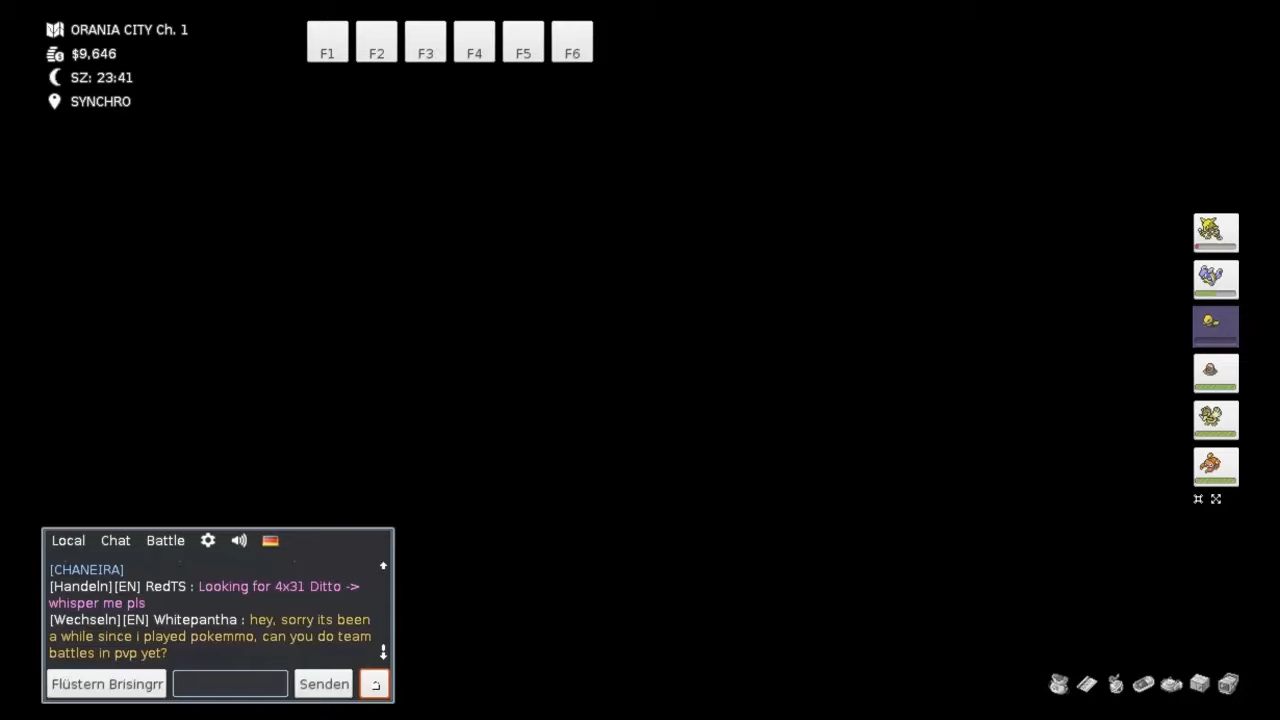 ORANIA CITY Ch. 1
$9,646
SZ: 23:41
SYNCHRO
F1 F2 F3 F4 F5 F6
Local Chat Battle
[CHANEIRA]
[Handeln][EN] RedTS : Looking for 4x31 Ditto ->
whisper me pls
[Wechseln][EN] Whitepantha : hey, sorry its been
a while since i played pokemmo, can you do team
battles in pvp yet?
Flüstern Brisingrr Senden